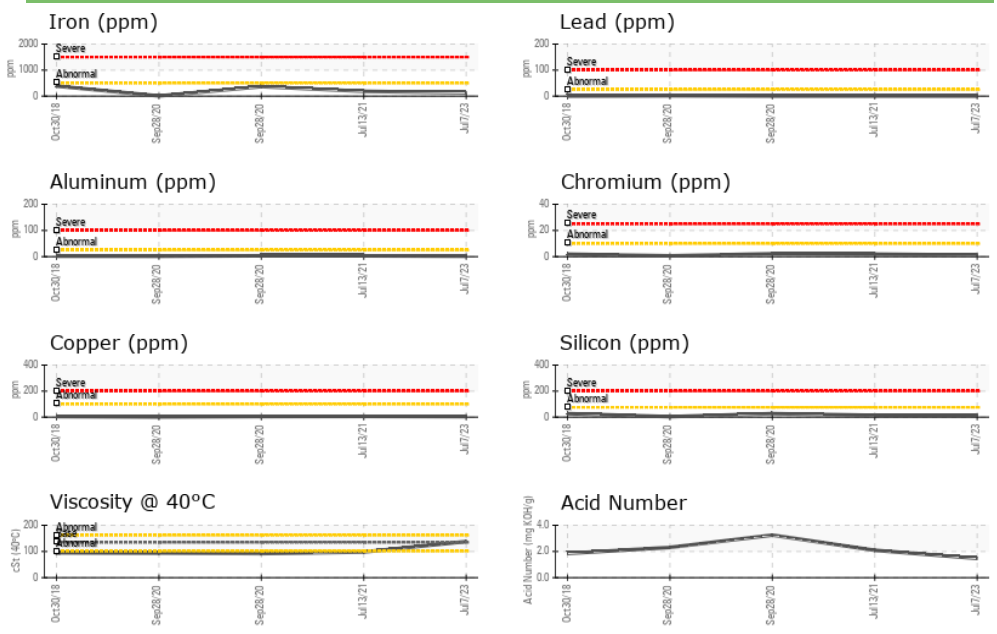 Iron (ppm)
2000
1000
0
ppm
Severe
Abnormal
Oct30/18
Sep28/20
Sep28/20
Jul13/21
Jul7/23
Lead (ppm)
200
100
0
ppm
Severe
Abnormal
Oct30/18
Sep28/20
Sep28/20
Jul13/21
Jul7/23
Aluminum (ppm)
200
100
0
ppm
Severe
Abnormal
Oct30/18
Sep28/20
Sep28/20
Jul13/21
Jul7/23
Chromium (ppm)
40
20
0
ppm
Severe
Abnormal
Oct30/18
Sep28/20
Sep28/20
Jul13/21
Jul7/23
Copper (ppm)
400
200
0
ppm
Severe
Abnormal
Oct30/18
Sep28/20
Sep28/20
Jul13/21
Jul7/23
Silicon (ppm)
400
200
0
ppm
Severe
Abnormal
Oct30/18
Sep28/20
Sep28/20
Jul13/21
Jul7/23
Viscosity @ 40°C
200
100
0
cSt (40°C)
Abnormal
Base
Abnormal
Oct30/18
Sep28/20
Sep28/20
Jul13/21
Jul7/23
Acid Number
4.0
2.0
0.0
Acid Number (mg KOH/g)
Oct30/18
Sep28/20
Sep28/20
Jul13/21
Jul7/23